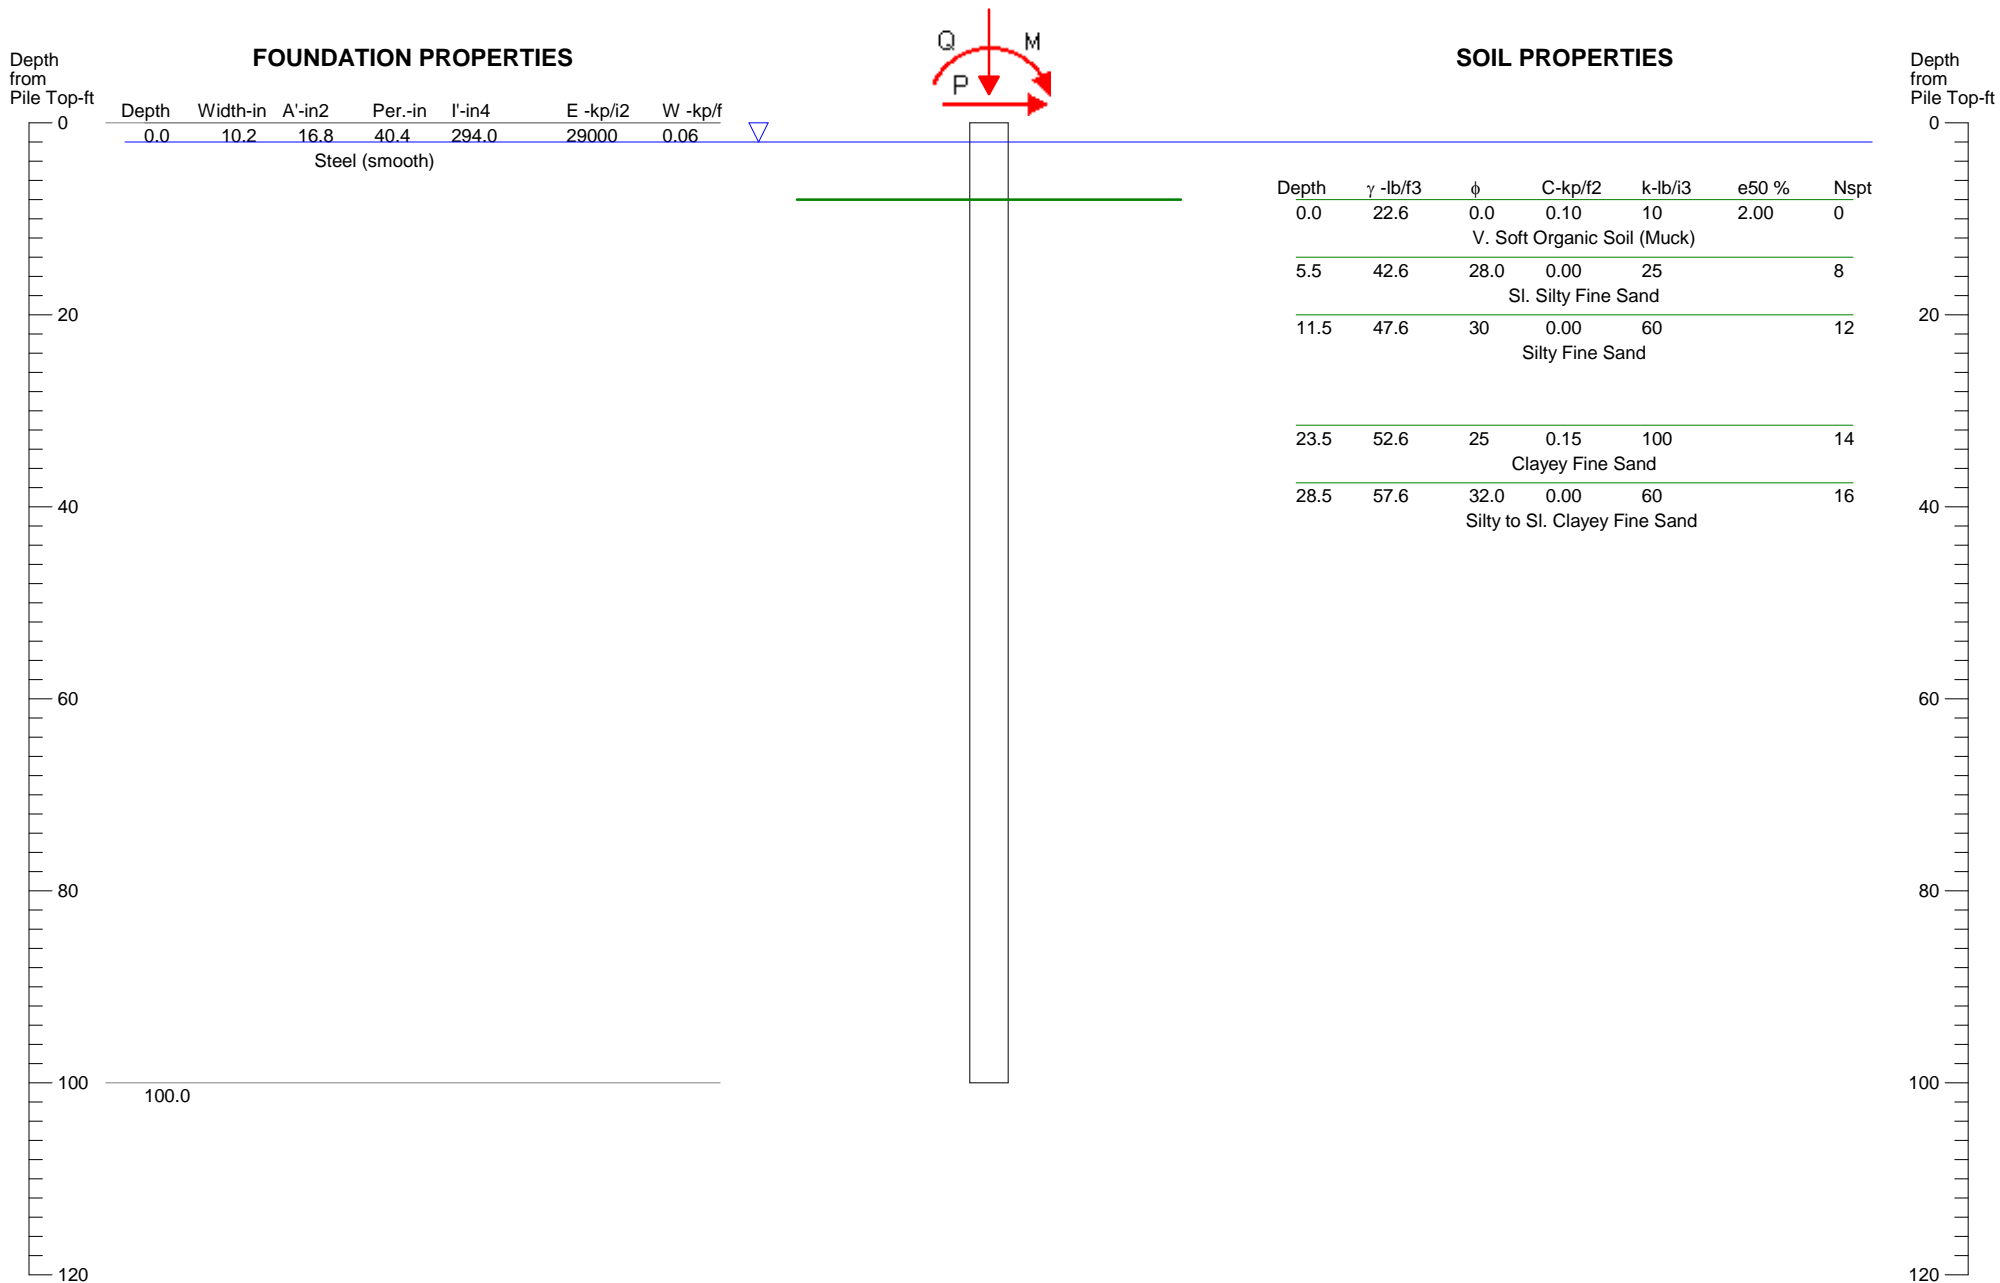 FOUNDATION PROPERTIES
SOIL PROPERTIES
Depth
from
Pile Top-ft
Depth
from
Pile Top-ft
Q
M
P
Depth Width-in A'-in2 Per.-in I'-in4 E -kp/i2 W -kp/f
0.0 10.2 16.8 40.4 294.0 29000 0.06
Steel (smooth)
100.0
Depth γ -lb/f3 ϕ C-kp/f2 k-lb/i3 e50 % Nspt
0.0 22.6 0.0 0.10 10 2.00 0
V. Soft Organic Soil (Muck)
5.5 42.6 28.0 0.00 25 8
Sl. Silty Fine Sand
11.5 47.6 30 0.00 60 12
Silty Fine Sand
23.5 52.6 25 0.15 100 14
Clayey Fine Sand
28.5 57.6 32.0 0.00 60 16
Silty to Sl. Clayey Fine Sand
0
20
40
60
80
100
120
0
20
40
60
80
100
120